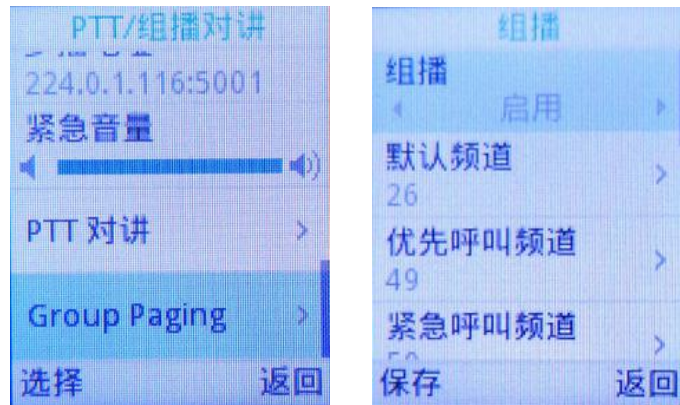 PTT/组播对讲
224.0.1.116:5001
紧急音量
PTT 对讲
Group Paging
选择
返回
组播
组播
启用
默认频道
26
优先呼叫频道
49
紧急呼叫频道
保存
返回